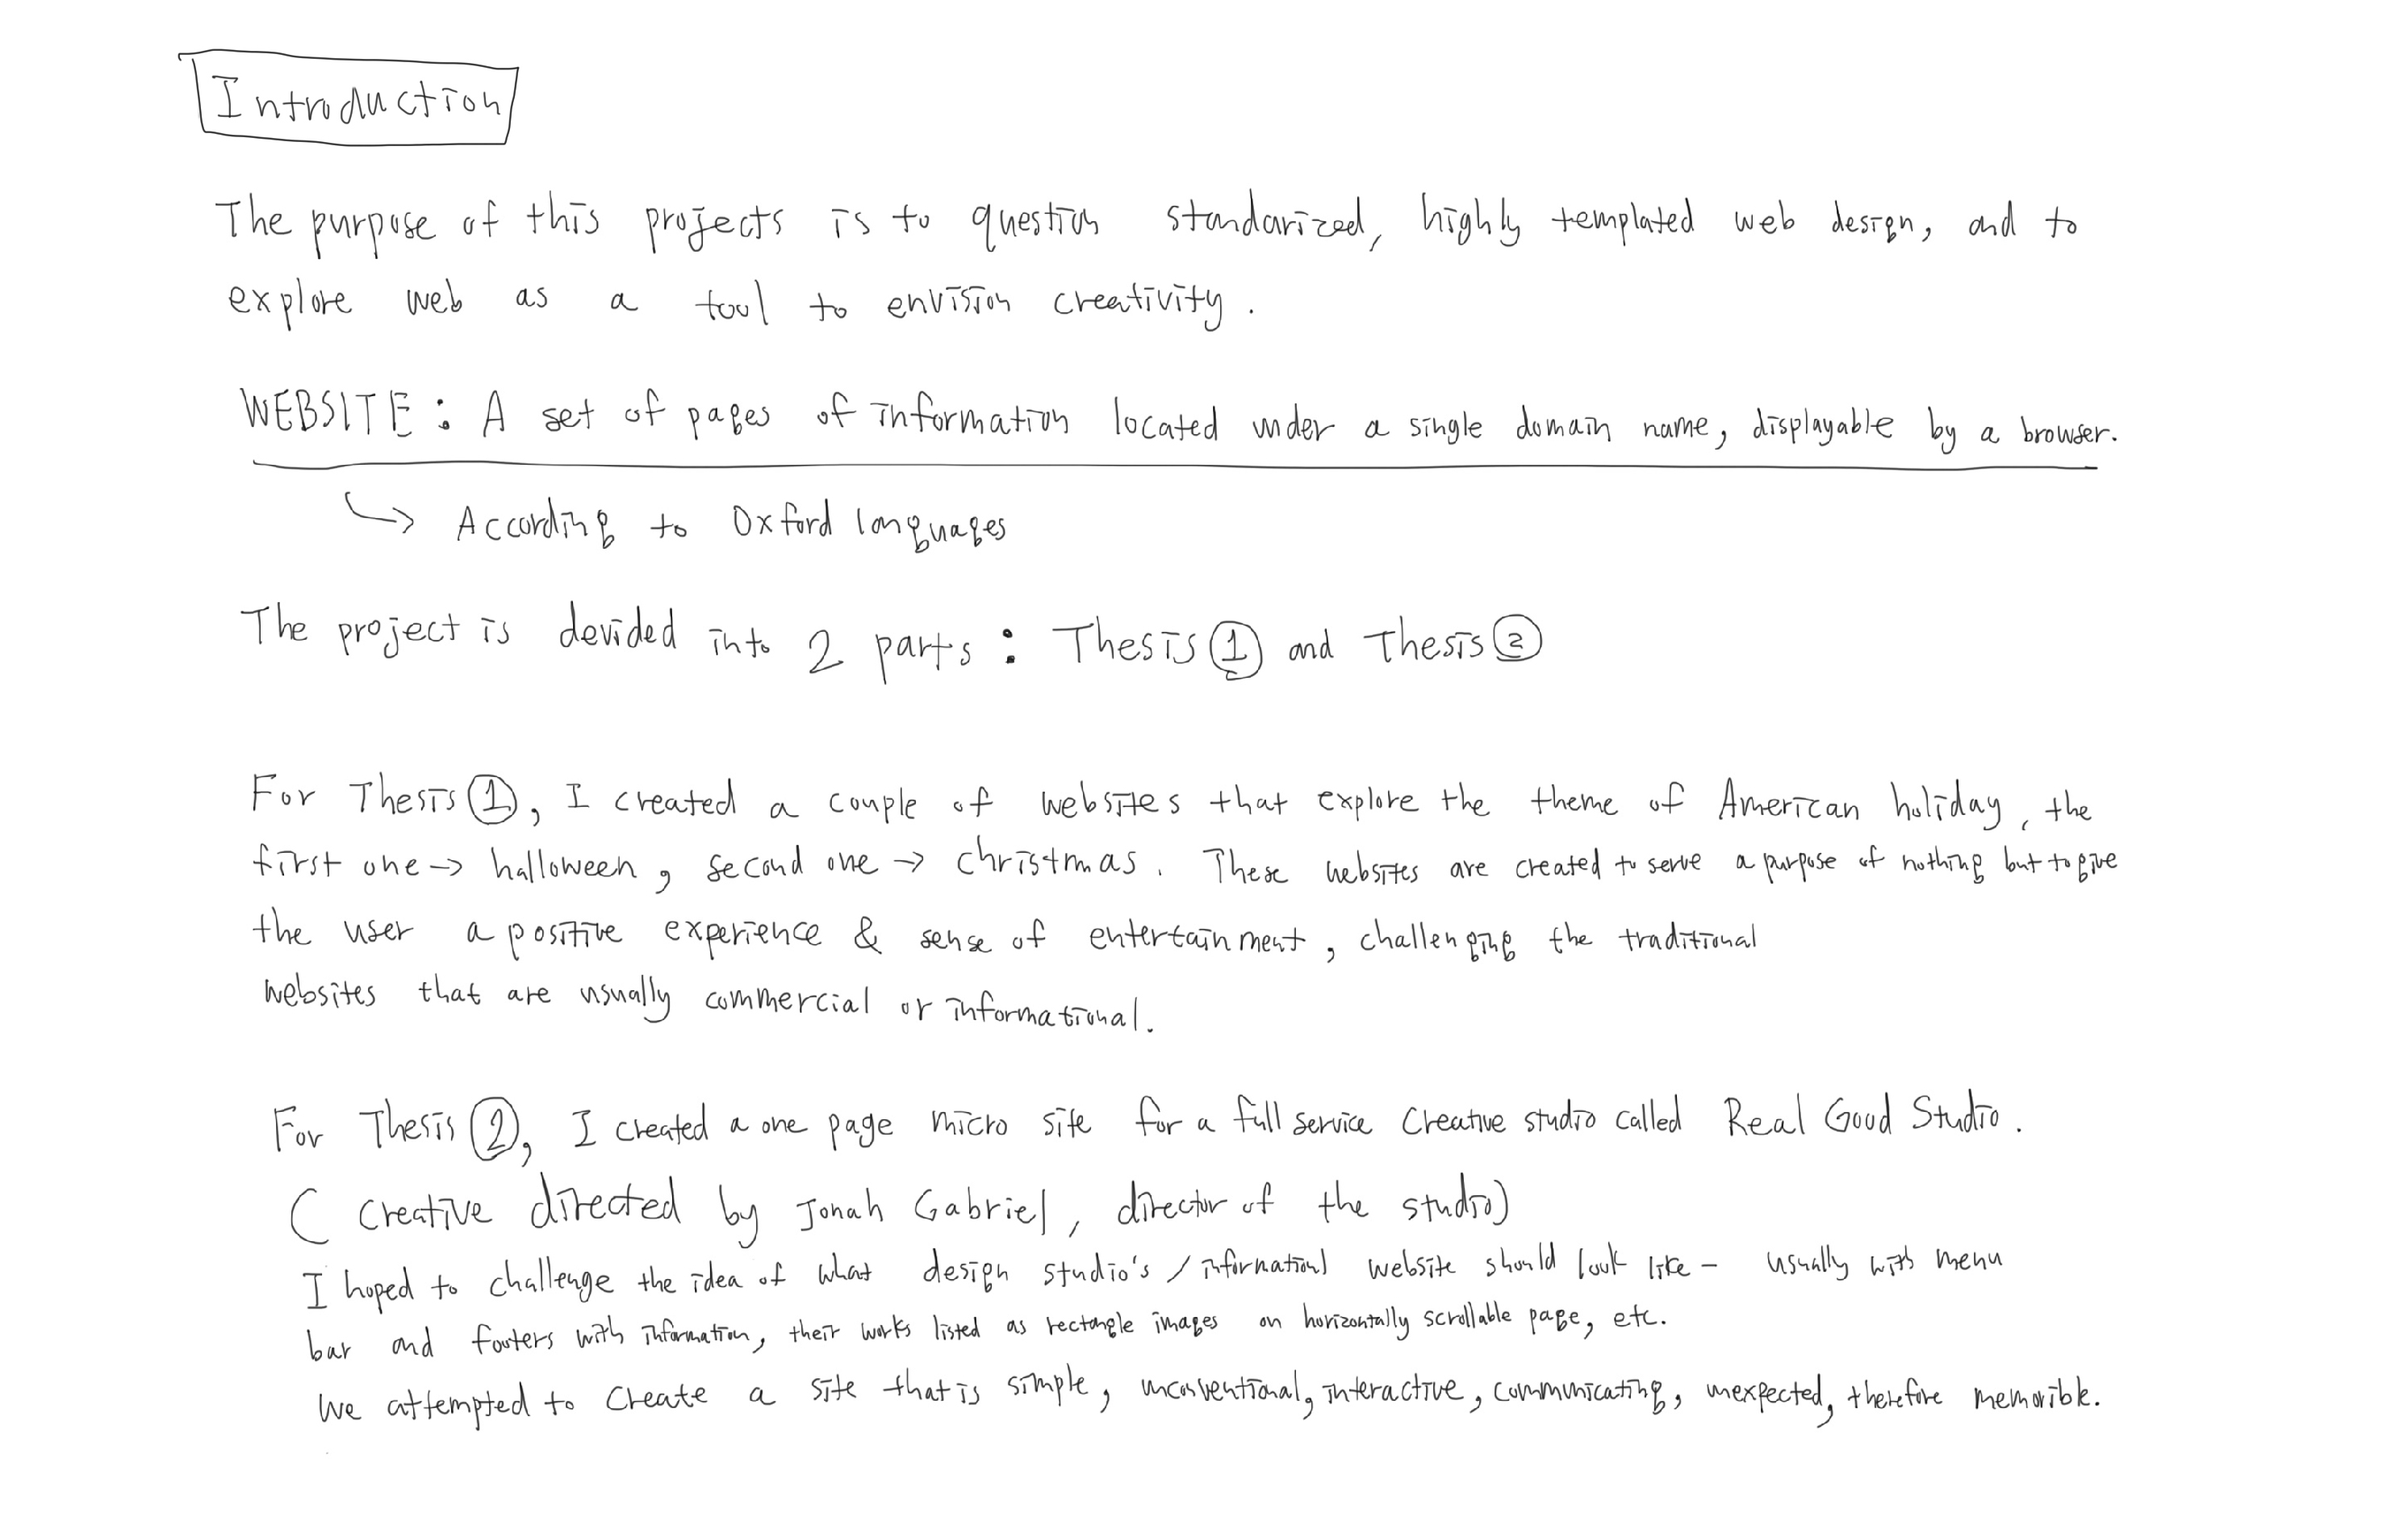 Introduction
The purpose of this projects is to question standarized, highly templated web design, and to
explore web as a tool to envision creativity.
WEBSITE: A set of pages of information located under a single domain name, displayable by a browser.
↳ According to Oxford languages
The project is devided into 2 parts: Thesis ① and Thesis ②
For Thesis ①, I created a couple of websites that explore the theme of American holiday, the
first one → halloween, second one → christmas. These websites are created to serve a purpose of nothing but to give
the user a positive experience & sense of entertainment, challenging the traditional
websites that are usually commercial or informational.
For Thesis ②, I created a one page micro site for a full service creative studio called Real Good Studio.
(Creative directed by Jonah Gabriel, director of the studio)
I hoped to challenge the idea of what design studio's / informationl website should look like - usually with menu
bar and footers with information, their works listed as rectangle images on horizontally scrollable page, etc.
We attempted to create a site that is simple, unconventional, interactive, communicating, unexpected, therefore memorible.